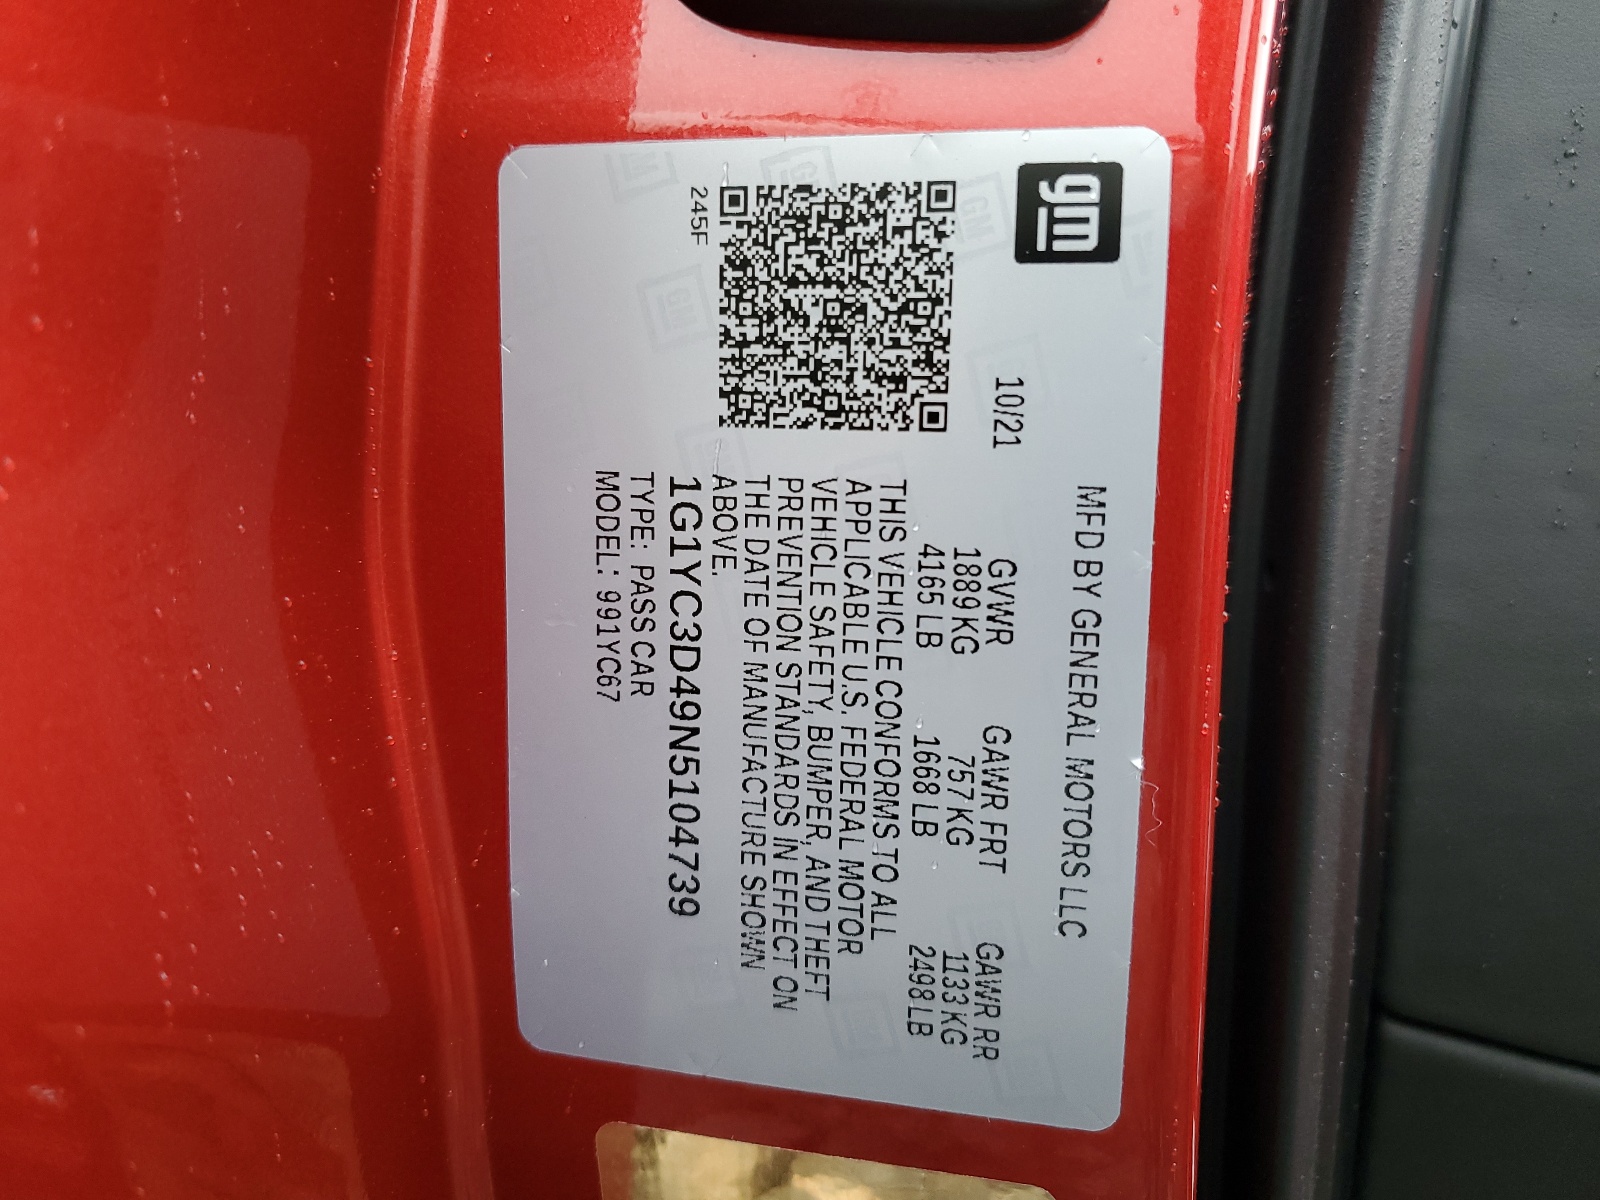 gm
MFD BY GENERAL MOTORS LLC
10/21
GVWR GAWR FRT GAWR RR
1889 KG 757 KG 1133 KG
4165 LB 1668 LB 2498 LB
THIS VEHICLE CONFORMS TO ALL
APPLICABLE U.S. FEDERAL MOTOR
VEHICLE SAFETY, BUMPER, AND THEFT
PREVENTION STANDARDS IN EFFECT ON
THE DATE OF MANUFACTURE SHOWN
ABOVE.
1G1YC3D49N5104739
245F
TYPE: PASS CAR
MODEL: 991YC67